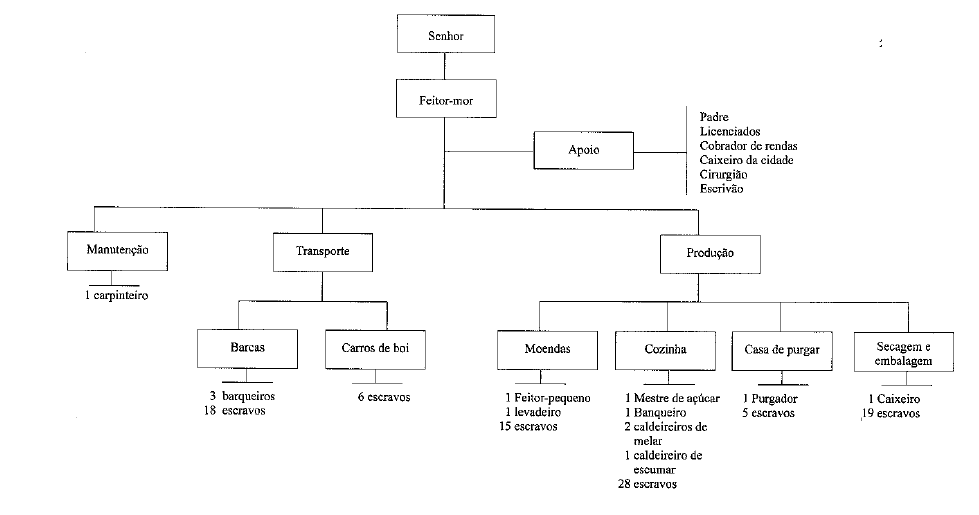 Senhor
Feitor-mor
Apoio
Padre
Licenciados
Cobrador de rendas
Caixeiro da cidade
Cirurgião
Escrivão
Manutenção
1 carpinteiro
Transporte
Barcas
3 barqueiros
18 escravos
Carros de boi
6 escravos
Produção
Moendas
1 Feitor-pequeno
1 levadeiro
15 escravos
Cozinha
1 Mestre de açúcar
1 Banqueiro
2 caldeireiros de
melar
1 caldeireiro de
escumar
28 escravos
Casa de purgar
1 Purgador
5 escravos
Secagem e
embalagem
1 Caixeiro
19 escravos